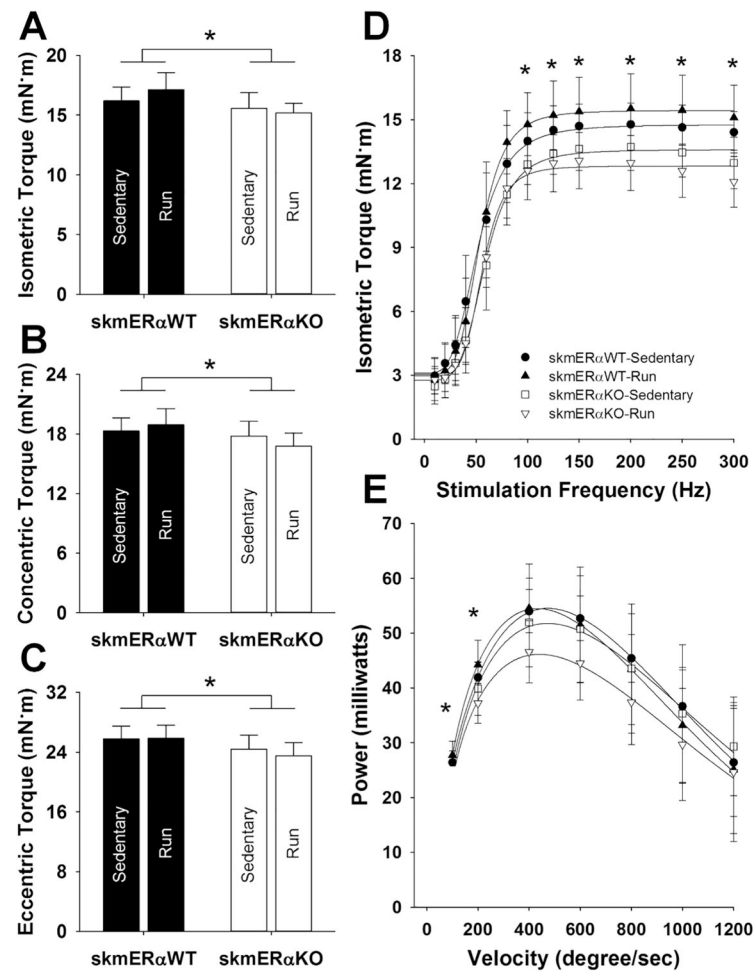 A
*
Isometric Torque (mN·m)
20
16
12
8
4
0
Sedentary
Run
Sedentary
Run
skmERαWT
skmERαKO
B
*
Concentric Torque (mN·m)
24
18
12
6
0
Sedentary
Run
Sedentary
Run
skmERαWT
skmERαKO
C
*
Eccentric Torque (mN·m)
32
24
16
8
0
Sedentary
Run
Sedentary
Run
skmERαWT
skmERαKO
D
* * * * * *
Isometric Torque (mN·m)
18
15
12
9
6
3
0
skmERαWT-Sedentary
skmERαWT-Run
skmERαKO-Sedentary
skmERαKO-Run
0 50 100 150 200 250 300
Stimulation Frequency (Hz)
E
* *
Power (milliwatts)
70
60
50
40
30
20
10
0
0 200 400 600 800 1000 1200
Velocity (degree/sec)